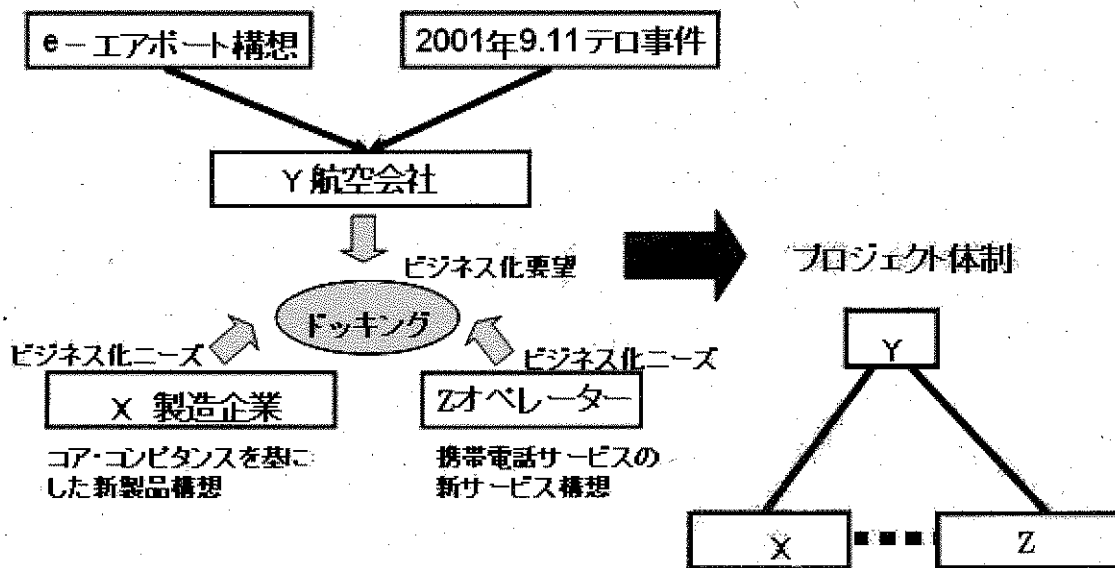 e－エアポート構想
2001年9.11テロ事件
Y 航空会社
ビジネス化要望
ドッキング
ビジネス化ニーズ
ビジネス化ニーズ
X 製造企業
Zオペレーター
コア・コンピタンスを基に
した新製品構想
携帯電話サービスの
新サービス構想
プロジェクト体制
Y
X
Z